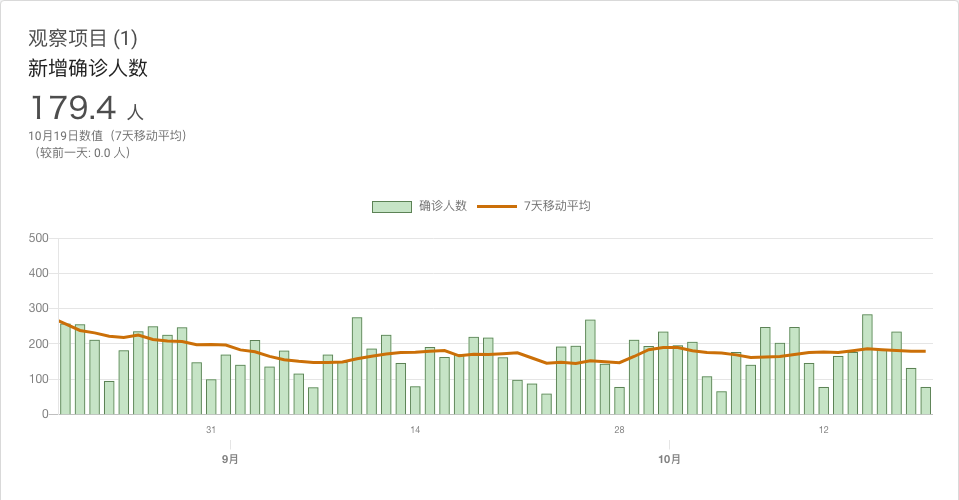 观察项目 (1)
新增确诊人数
179.4 人
10月19日数值（7天移动平均）
（较前一天: 0.0 人）
确诊人数 7天移动平均
500
400
300
200
100
0
31 14 28 12
9月 10月